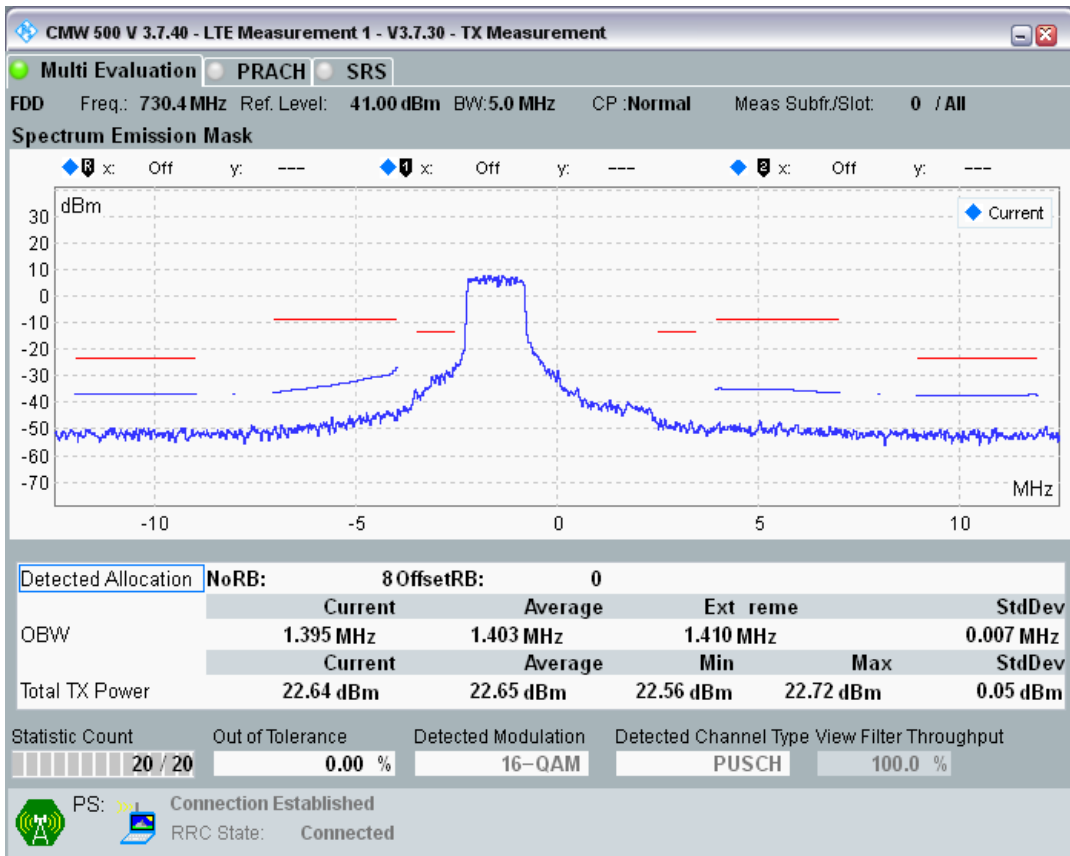 CMW 500 V 3.7.40 - LTE Measurement 1 - V3.7.30 - TX Measurement
Multi Evaluation PRACH SRS
FDD Freq.: 730.4 MHz Ref. Level: 41.00 dBm BW:5.0 MHz CP :Normal Meas Subfr./Slot: 0 / All
Spectrum Emission Mask
R x: Off y: --- 1 x: Off y: --- 2 x: Off y: ---
dBm
Current
30
20
10
0
-10
-20
-30
-40
-50
-60
-70
MHz
-10 -5 0 5 10
Detected Allocation NoRB: 8 OffsetRB: 0
Current Average Ext reme StdDev
OBW 1.395 MHz 1.403 MHz 1.410 MHz 0.007 MHz
Current Average Min Max StdDev
Total TX Power 22.64 dBm 22.65 dBm 22.56 dBm 22.72 dBm 0.05 dBm
Statistic Count Out of Tolerance Detected Modulation Detected Channel Type View Filter Throughput
20 / 20 0.00 % 16-QAM PUSCH 100.0 %
PS: Connection Established
RRC State: Connected